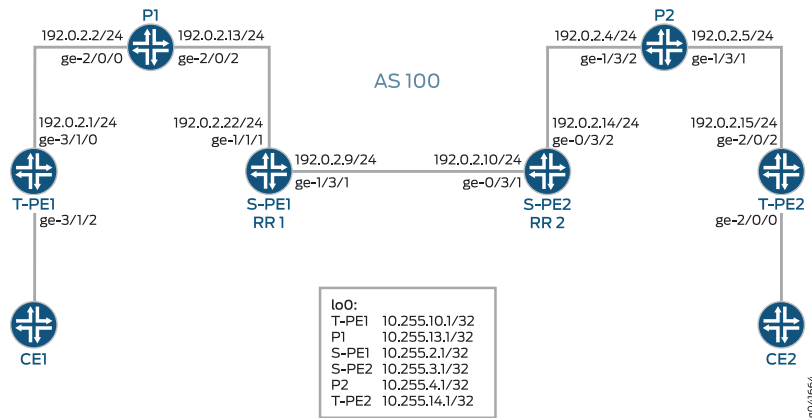 P1
P2
192.0.2.2/24
192.0.2.13/24
ge-2/0/0
ge-2/0/2
192.0.2.4/24
192.0.2.5/24
ge-1/3/2
ge-1/3/1
AS 100
192.0.2.1/24
ge-3/1/0
192.0.2.22/24
ge-1/1/1
192.0.2.14/24
ge-0/3/2
192.0.2.15/24
ge-2/0/2
192.0.2.9/24
ge-1/3/1
192.0.2.10/24
ge-0/3/1
T-PE1
S-PE1
RR 1
S-PE2
RR 2
T-PE2
ge-3/1/2
ge-2/0/0
CE1
CE2
lo0:
T-PE1 10.255.10.1/32
P1 10.255.13.1/32
S-PE1 10.255.2.1/32
S-PE2 10.255.3.1/32
P2 10.255.4.1/32
T-PE2 10.255.14.1/32
g041664